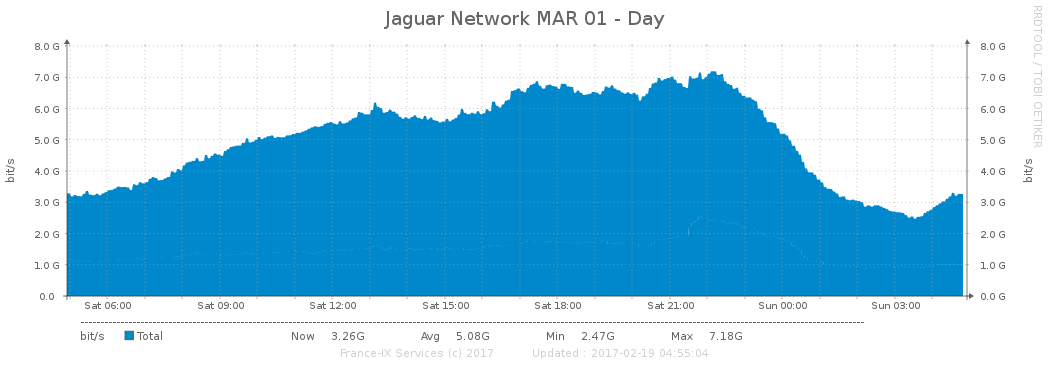 Jaguar Network MAR 01 - Day
RRDTOOL / TOBI OETIKER
bit/s
8.0 G 8.0 G
7.0 G 7.0 G
6.0 G 6.0 G
5.0 G 5.0 G
4.0 G 4.0 G
3.0 G 3.0 G
2.0 G 2.0 G
1.0 G 1.0 G
0.0 0.0 G
bit/s
Sat 06:00 Sat 09:00 Sat 12:00 Sat 15:00 Sat 18:00 Sat 21:00 Sun 00:00 Sun 03:00
bit/s Total Now 3.26G Avg 5.08G Min 2.47G Max 7.18G
France-IX Services (c) 2017 Updated : 2017-02-19 04:55:04